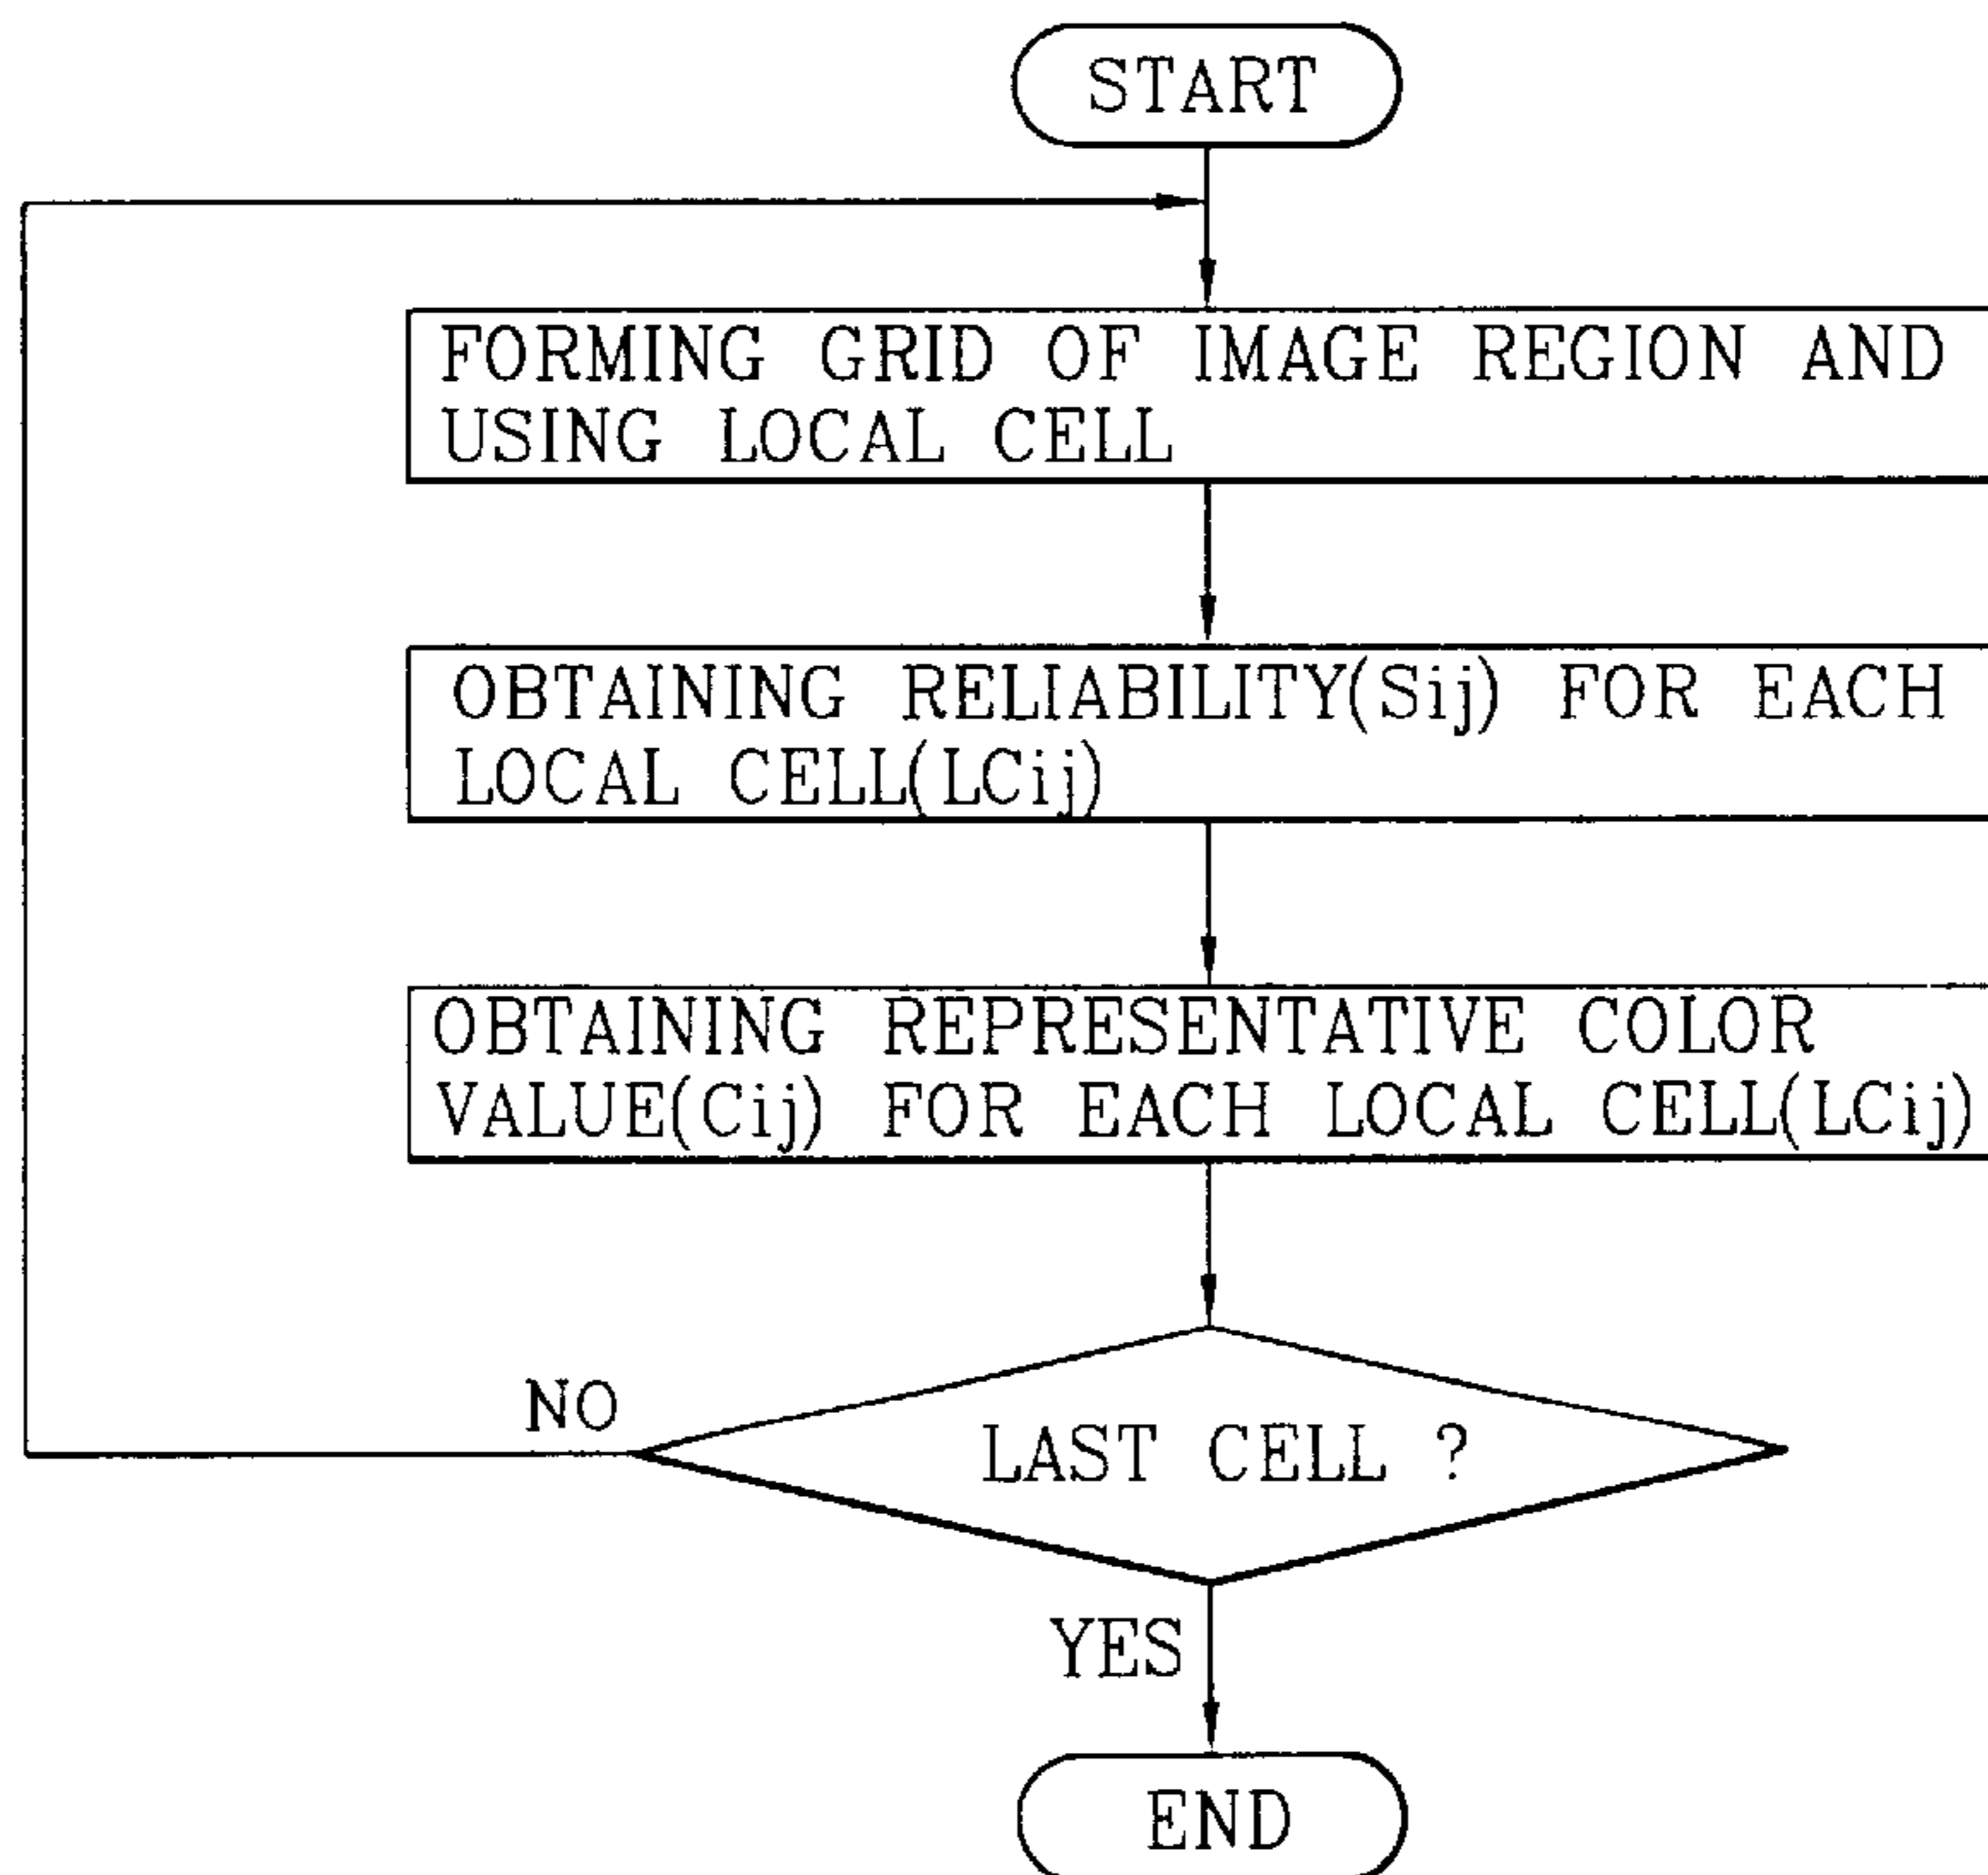 START
FORMING GRID OF IMAGE REGION AND
USING LOCAL CELL
OBTAINING RELIABILITY(Sij) FOR EACH
LOCAL CELL(LCij)
OBTAINING REPRESENTATIVE COLOR
VALUE(Cij) FOR EACH LOCAL CELL(LCij)
NO
LAST CELL ?
YES
END